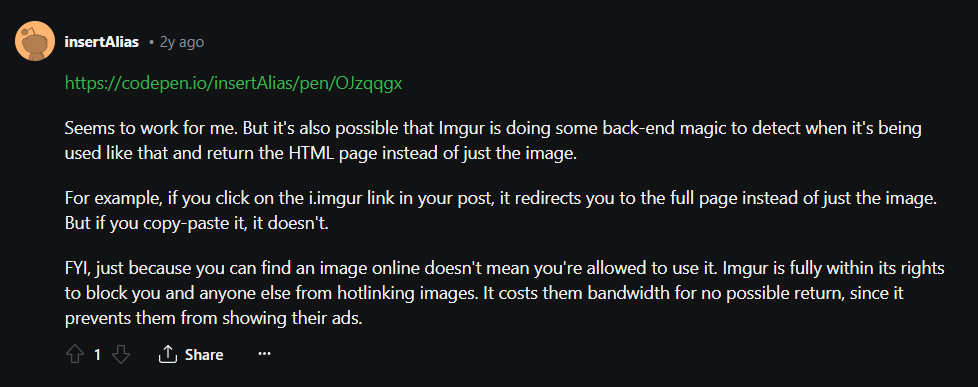 insertAlias • 2y ago
https://codepen.io/insertAlias/pen/OJzqqgx
Seems to work for me. But it's also possible that Imgur is doing some back-end magic to detect when it's being
used like that and return the HTML page instead of just the image.
For example, if you click on the i.imgur link in your post, it redirects you to the full page instead of just the image.
But if you copy-paste it, it doesn't.
FYI, just because you can find an image online doesn't mean you're allowed to use it. Imgur is fully within its rights
to block you and anyone else from hotlinking images. It costs them bandwidth for no possible return, since it
prevents them from showing their ads.
1 Share ···